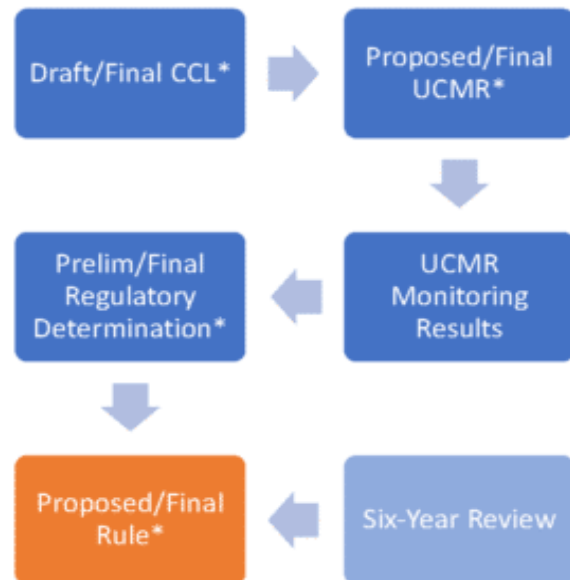 Draft/Final CCL*
Proposed/Final
UCMR*
Prelim/Final
Regulatory
Determination*
UCMR
Monitoring
Results
Proposed/Final
Rule*
Six-Year Review